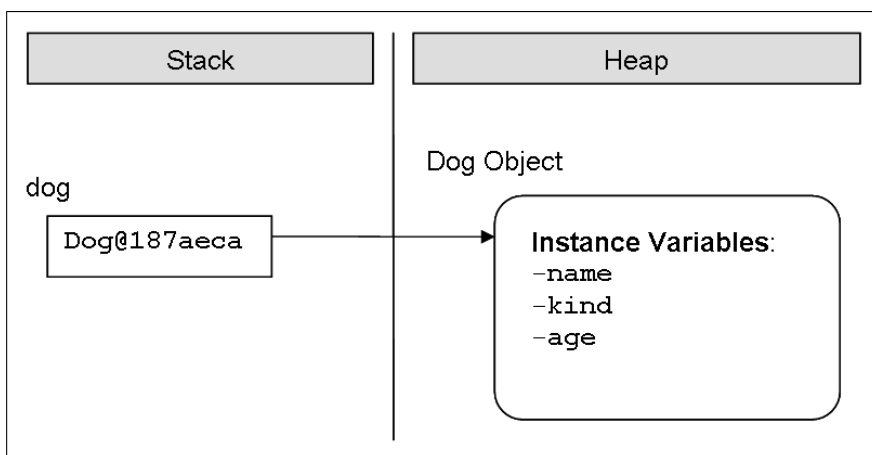 Stack
Heap
Dog Object
dog
Dog@187aeca
Instance Variables:
-name
-kind
-age